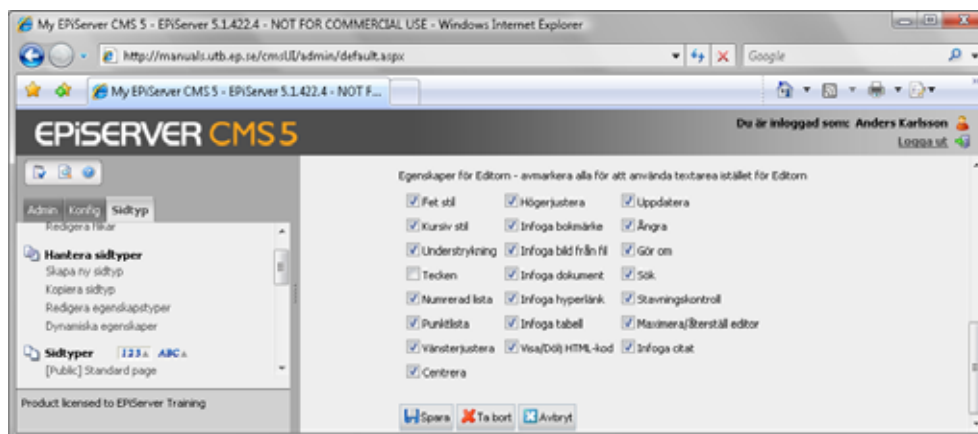 My EPiServer CMS 5 - EPiServer 5.1.422.4 - NOT FOR COMMERCIAL USE - Windows Internet Explorer
http://manuals.utb.ep.se/cmsUI/admin/default.aspx
Google
My EPiServer CMS 5 - EPiServer 5.1.422.4 - NOT F...
EPiSERVER CMS 5
Du är inloggad som: Anders Karlsson
Logga ut
Admin Konfig Sidtyp
Redigera flikar
Hantera sidtyper
Skapa ny sidtyp
Kopiera sidtyp
Redigera egenskapstyper
Dynamiska egenskaper
Sidtyper 123 ABC
[Public] Standard page
Product licensed to EPiServer Training
Egenskaper för Editorn - avmarkera alla för att använda textarea istället för Editorn
Fet stil Högerjustera Uppdatera
Kursiv stil Infoga bokmärke Ångra
Understrykning Infoga bild från fil Gör om
Tecken Infoga dokument Sök
Numrerad lista Infoga hyperlänk Stavningskontroll
Punktlista Infoga tabell Maximera/återställ editor
Vänsterjustera Visa/Dölj HTML-kod Infoga citat
Centrera
Spara Ta bort Avbryt